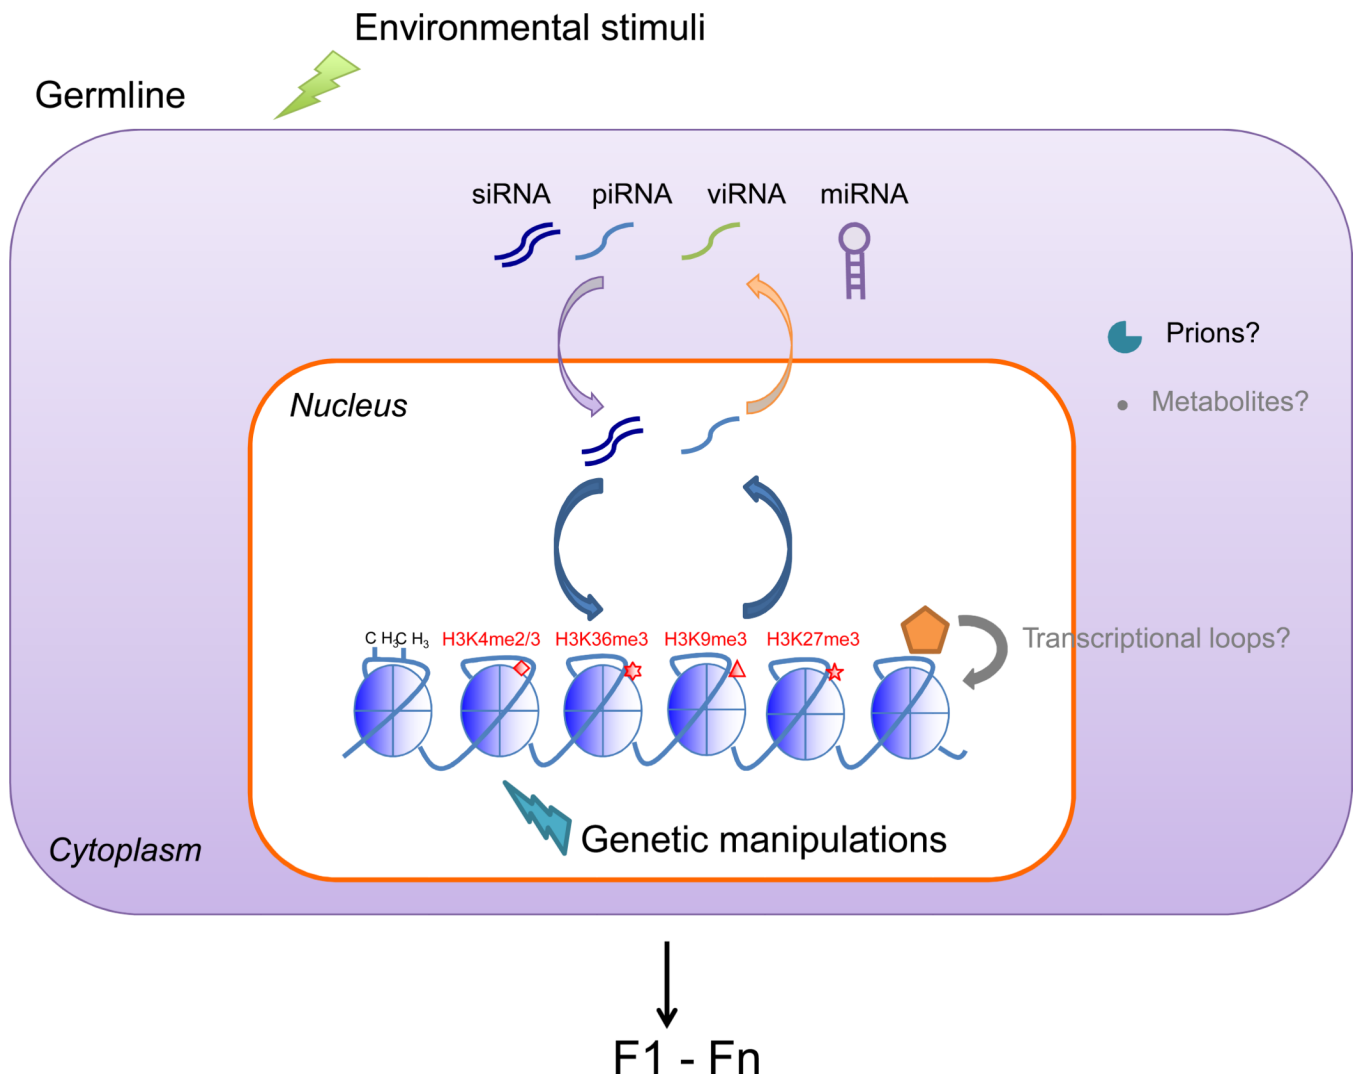 Environmental stimuli
Germline
siRNA piRNA viRNA miRNA
Prions?
Nucleus
Metabolites?
C H3 C H3 H3K4me2/3 H3K36me3 H3K9me3 H3K27me3
Transcriptional loops?
Genetic manipulations
Cytoplasm
F1 - Fn